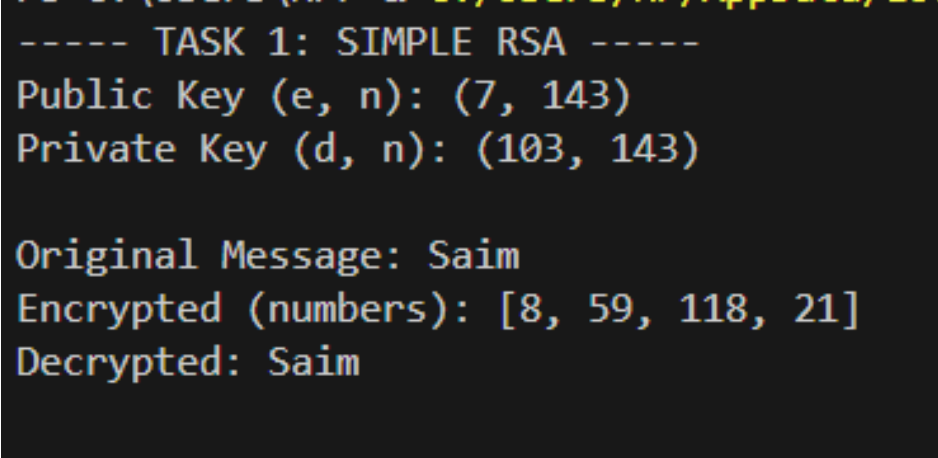 ----- TASK 1: SIMPLE RSA -----
Public Key (e, n): (7, 143)
Private Key (d, n): (103, 143)
Original Message: Saim
Encrypted (numbers): [8, 59, 118, 21]
Decrypted: Saim